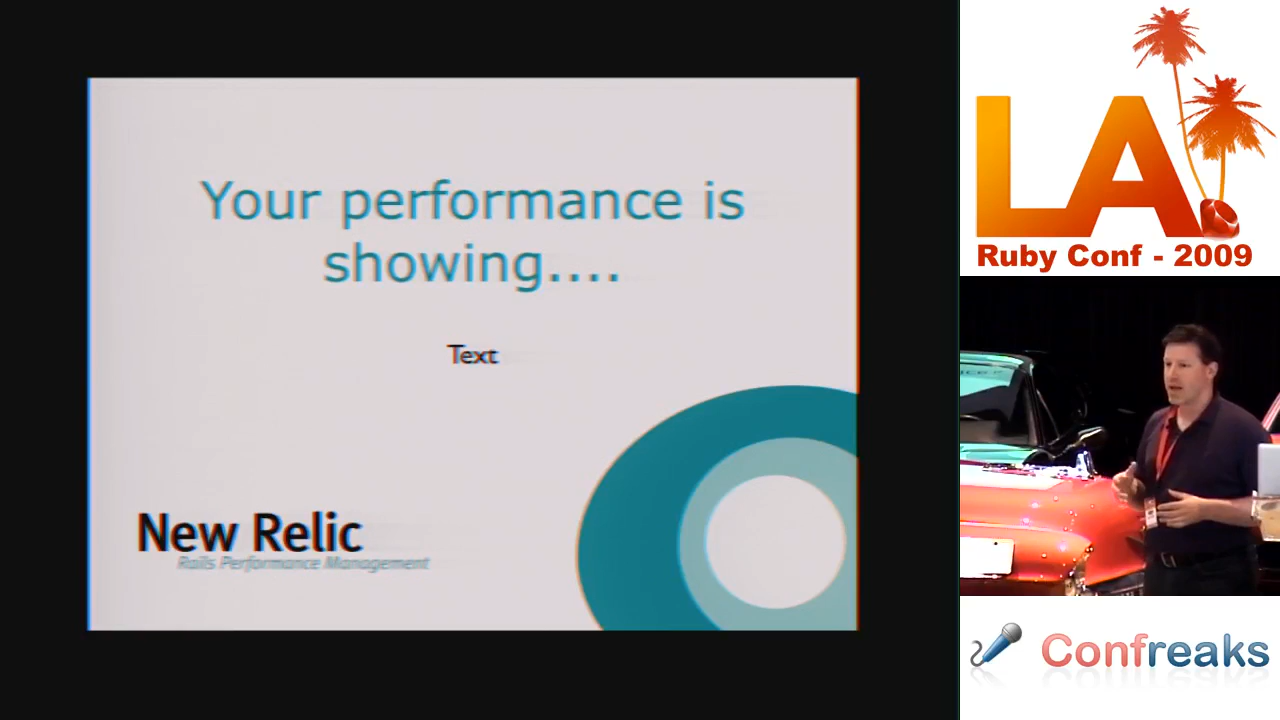 Your performance is
showing....
Text
New Relic
Rails Performance Management
LA
Ruby Conf - 2009
Confreaks